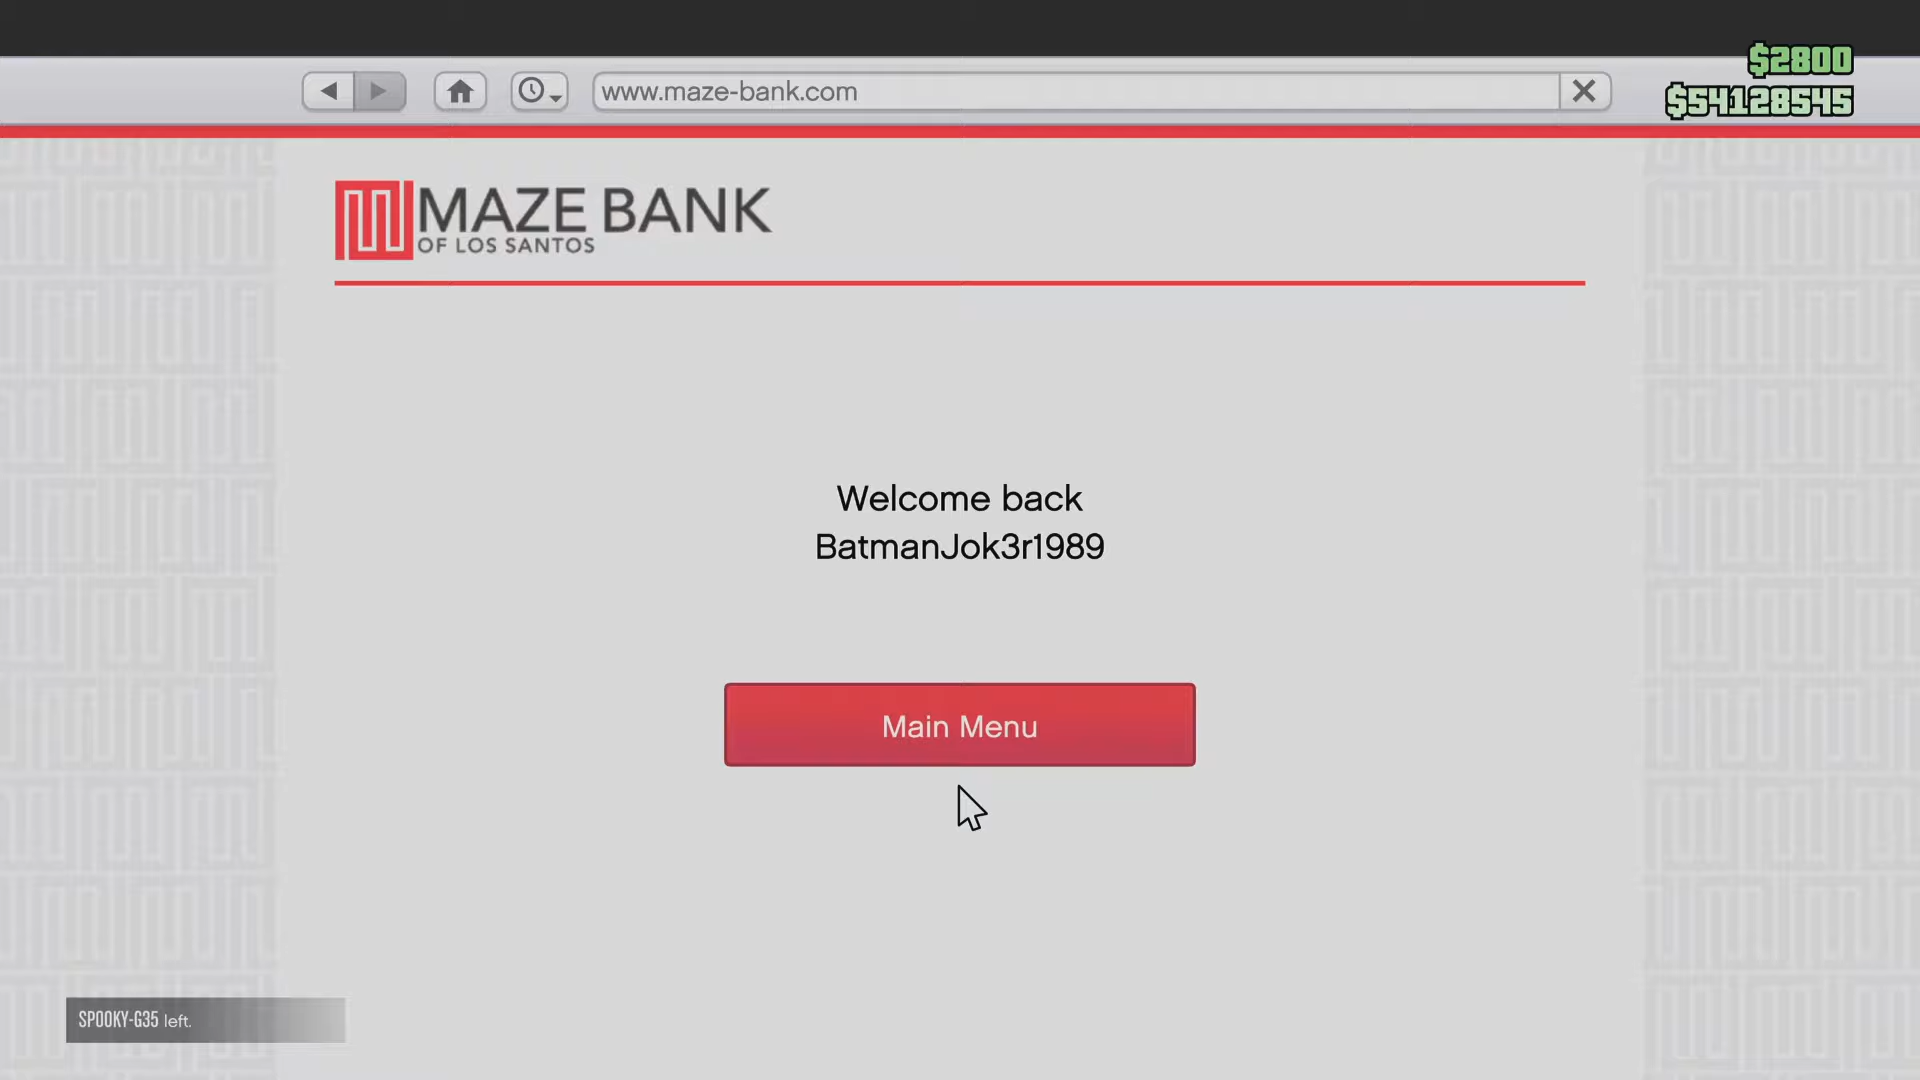 $2800
www.maze-bank.com
$54128545
MAZE BANK
OF LOS SANTOS
Welcome back
BatmanJok3r1989
Main Menu
SPOOKY-G35 left.